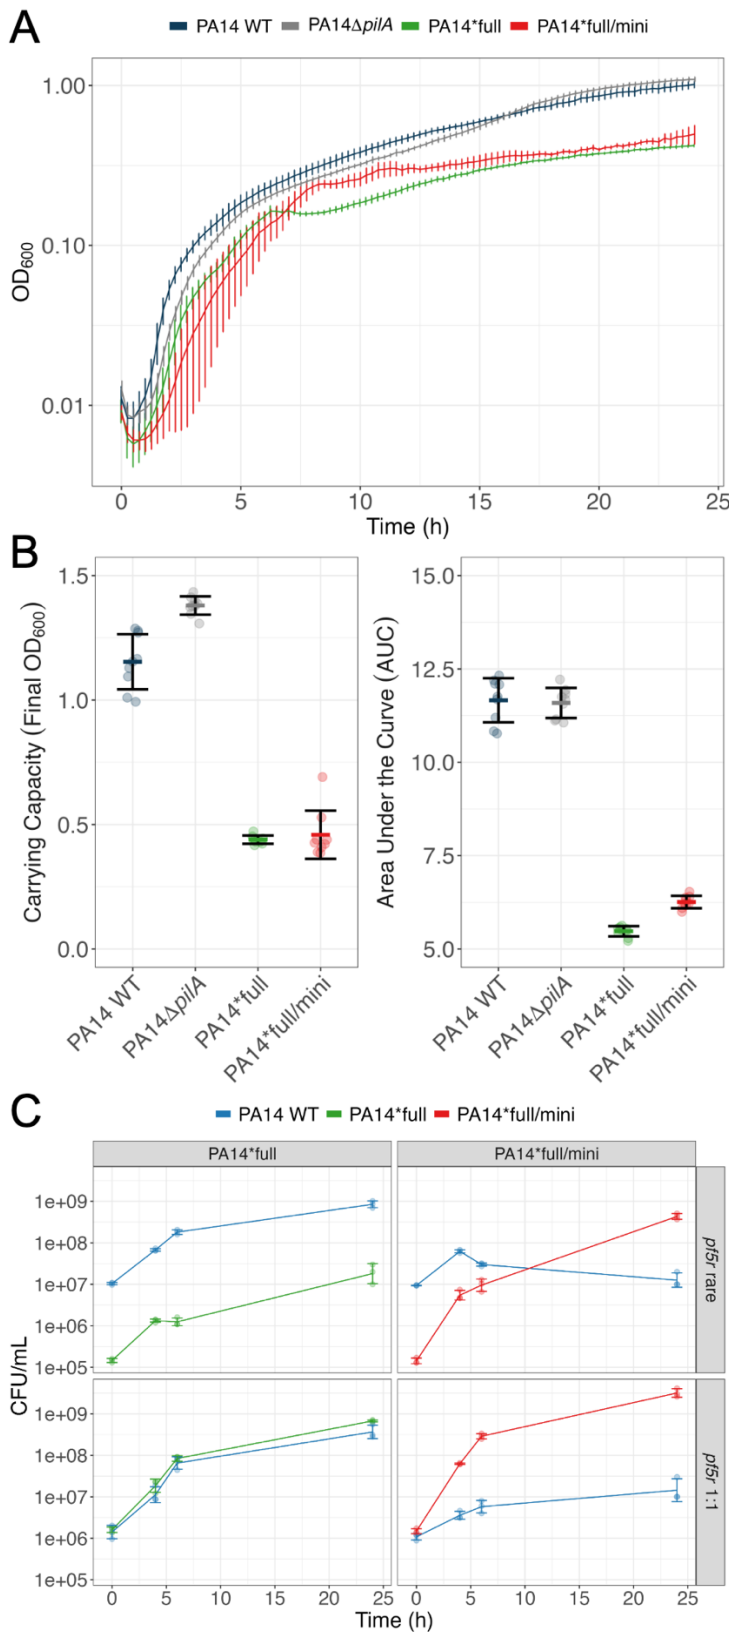 A
PA14 WT PA14ΔpilA PA14*full PA14*full/mini
1.00
0.10
0.01
OD600
0 5 10 15 20 25
Time (h)
B
Carrying Capacity (Final OD600)
1.5
1.0
0.5
0.0
PA14 WT
PA14ΔpilA
PA14*full
PA14*full/mini
Area Under the Curve (AUC)
15.0
12.5
10.0
7.5
5.0
PA14 WT
PA14ΔpilA
PA14*full
PA14*full/mini
C
PA14 WT PA14*full PA14*full/mini
PA14*full PA14*full/mini
1e+09
1e+08
1e+07
1e+06
1e+05
pf5r rare
CFU/mL
1e+09
1e+08
1e+07
1e+06
1e+05
pf5r 1:1
0 5 10 15 20 25 0 5 10 15 20 25
Time (h)